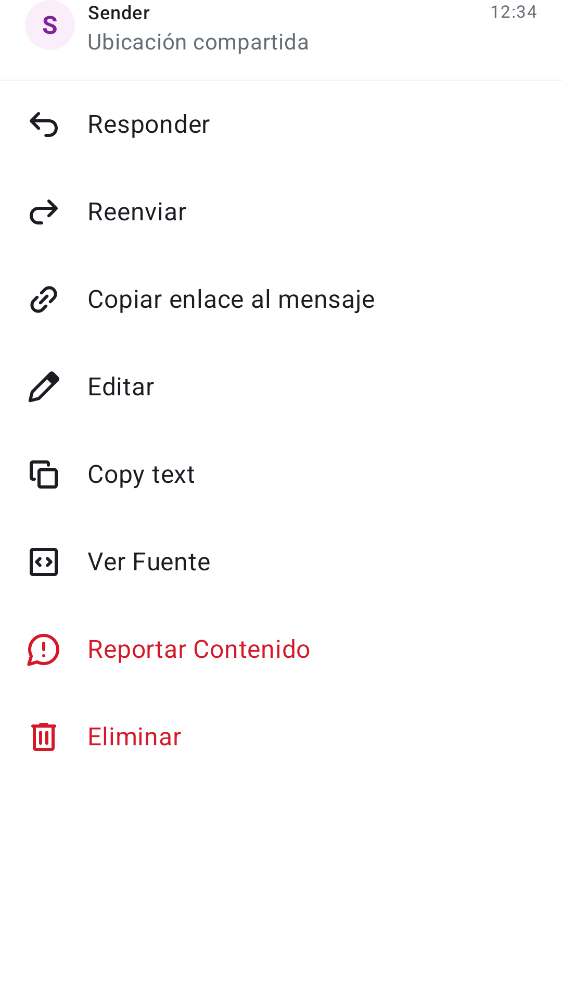 S
Sender
12:34
Ubicación compartida
Responder
Reenviar
Copiar enlace al mensaje
Editar
Copy text
Ver Fuente
Reportar Contenido
Eliminar